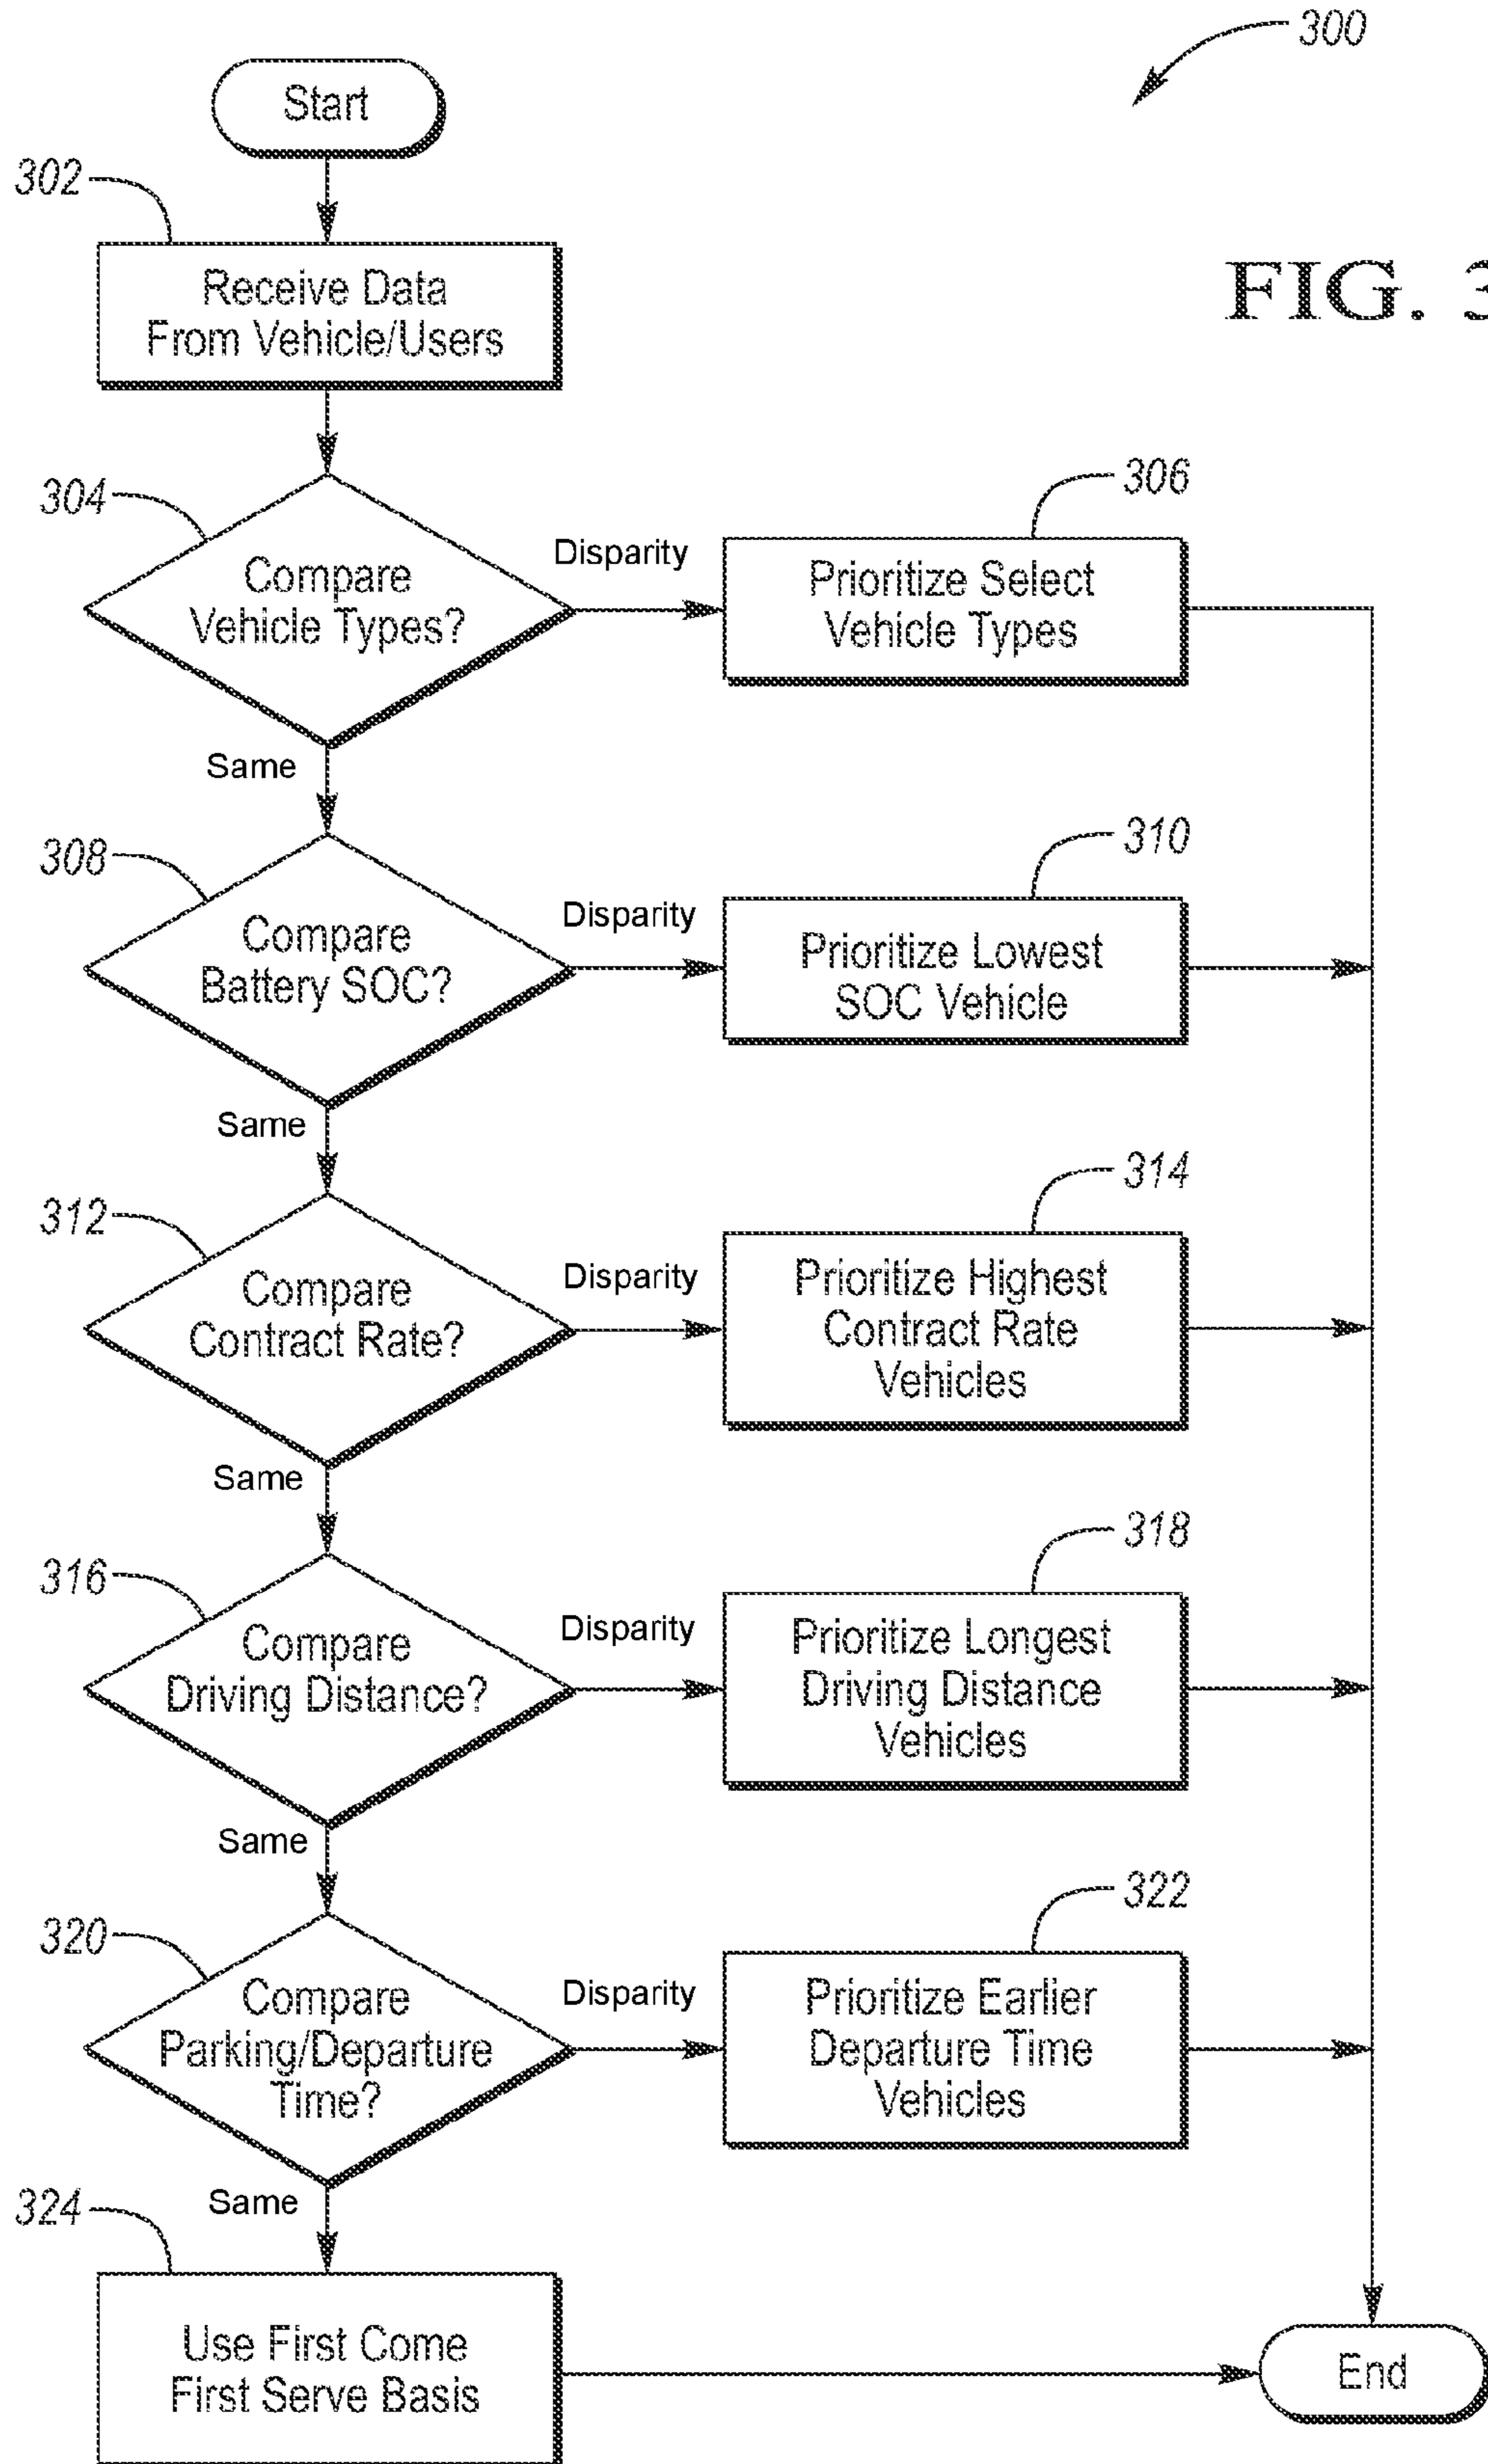 300
Start
302
Receive Data
From Vehicle/Users
FIG. 3
304
Compare
Vehicle Types?
Disparity
306
Prioritize Select
Vehicle Types
Same
308
Compare
Battery SOC?
Disparity
310
Prioritize Lowest
SOC Vehicle
Same
312
Compare
Contract Rate?
Disparity
314
Prioritize Highest
Contract Rate
Vehicles
Same
316
Compare
Driving Distance?
Disparity
318
Prioritize Longest
Driving Distance
Vehicles
Same
320
Compare
Parking/Departure
Time?
Disparity
322
Prioritize Earlier
Departure Time
Vehicles
Same
324
Use First Come
First Serve Basis
End